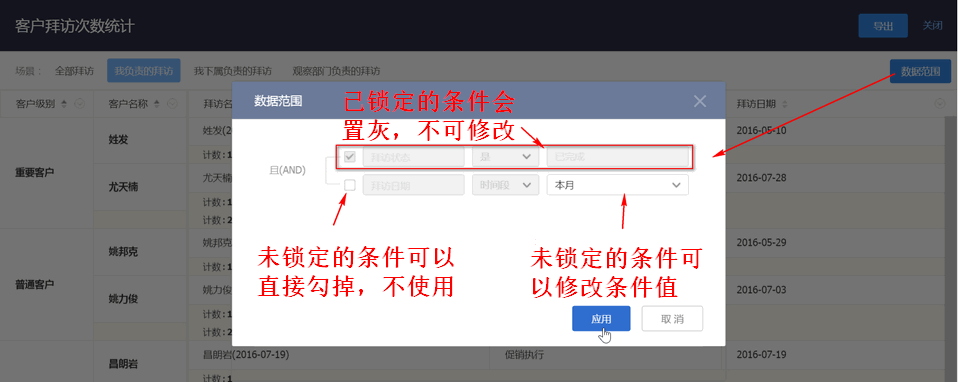 客户拜访次数统计
导出
关闭
场景：
全部拜访
我负责的拜访
我下属负责的拜访
观察部门负责的拜访
数据范围
客户级别
客户名称
拜访名
拜访日期
数据范围
已锁定的条件会
置灰，不可修改
姓发
姓发(2
2016-05-10
计数:1
重要客户
且(AND)
拜访状态
是
已完成
拜访日期
时间段
本月
尤天楠
尤天楠
2016-07-28
计数:1
计数:2
未锁定的条件可以
直接勾掉，不使用
未锁定的条件可
以修改条件值
姚邦克
姚邦克
2016-05-29
计数:1
普通客户
姚力俊
姚力俊
2016-07-03
计数:1
计数:2
应用
取消
昌朗岩
昌朗岩(2016-07-19)
促销执行
2016-07-19
计数:1